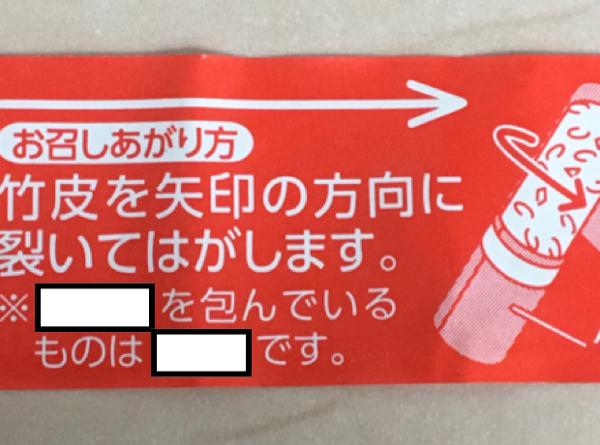 お召しあがり方
竹皮を矢印の方向に
裂いてはがします。
※ を包んでいる
ものは です。